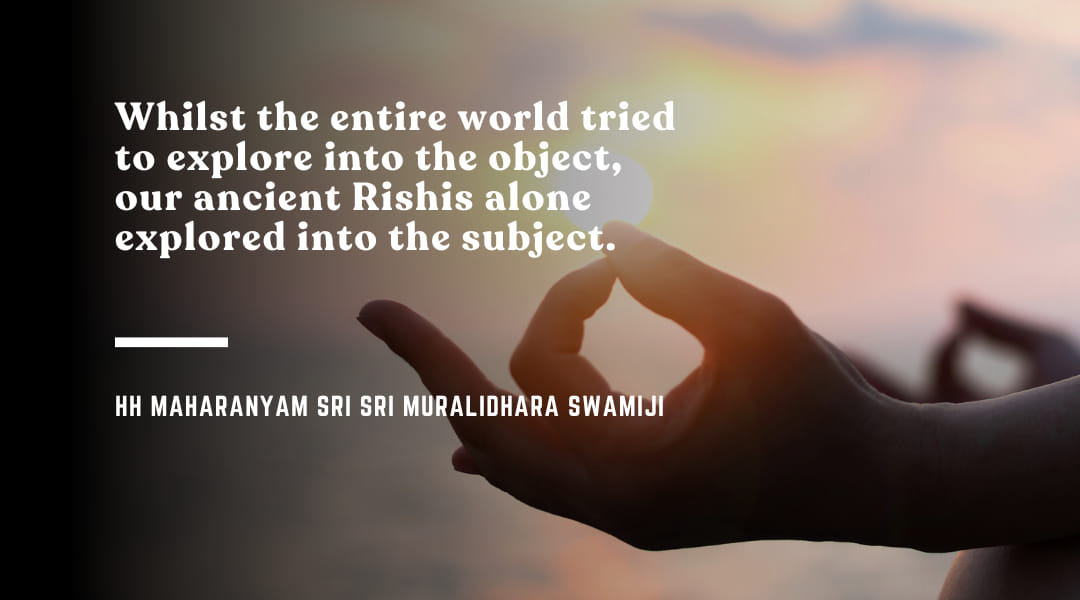 Whilst the entire world tried
to explore into the object,
our ancient Rishis alone
explored into the subject.
HH MAHARANYAM SRI SRI MURALIDHARA SWAMIJI